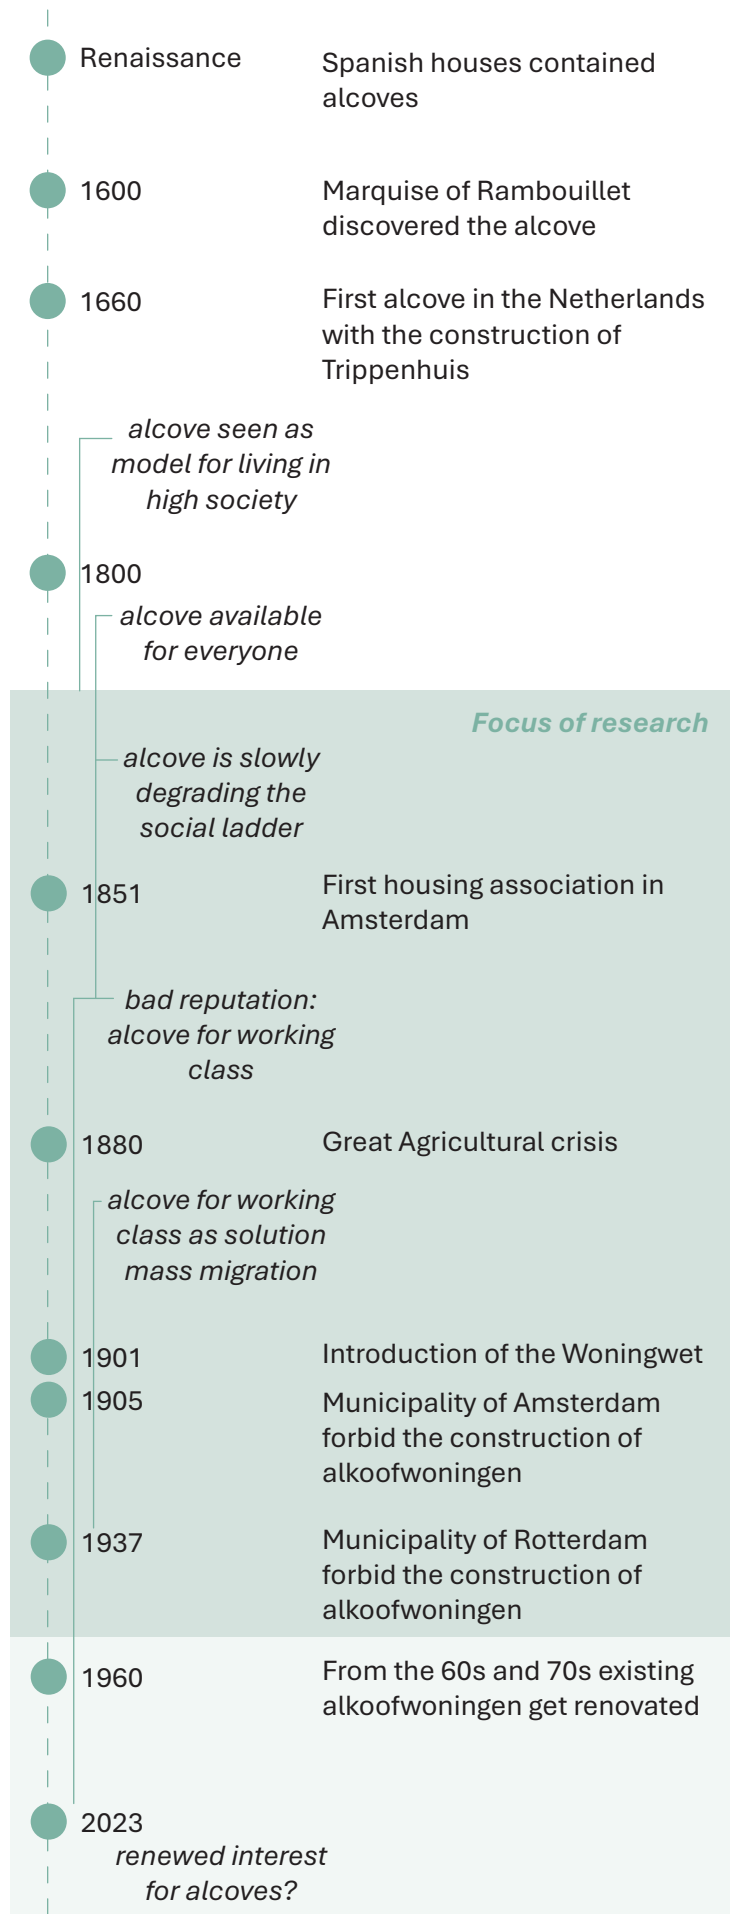 Renaissance
Spanish houses contained
alcoves
1600
Marquise of Rambouillet
discovered the alcove
1660
First alcove in the Netherlands
with the construction of
Trippenhuis
alcove seen as
model for living in
high society
1800
alcove available
for everyone
Focus of research
alcove is slowly
degrading the
social ladder
1851
First housing association in
Amsterdam
bad reputation:
alcove for working
class
1880
Great Agricultural crisis
alcove for working
class as solution
mass migration
1901
Introduction of the Woningwet
1905
Municipality of Amsterdam
forbid the construction of
alkoofwoningen
1937
Municipality of Rotterdam
forbid the construction of
alkoofwoningen
1960
From the 60s and 70s existing
alkoofwoningen get renovated
2023
renewed interest
for alcoves?